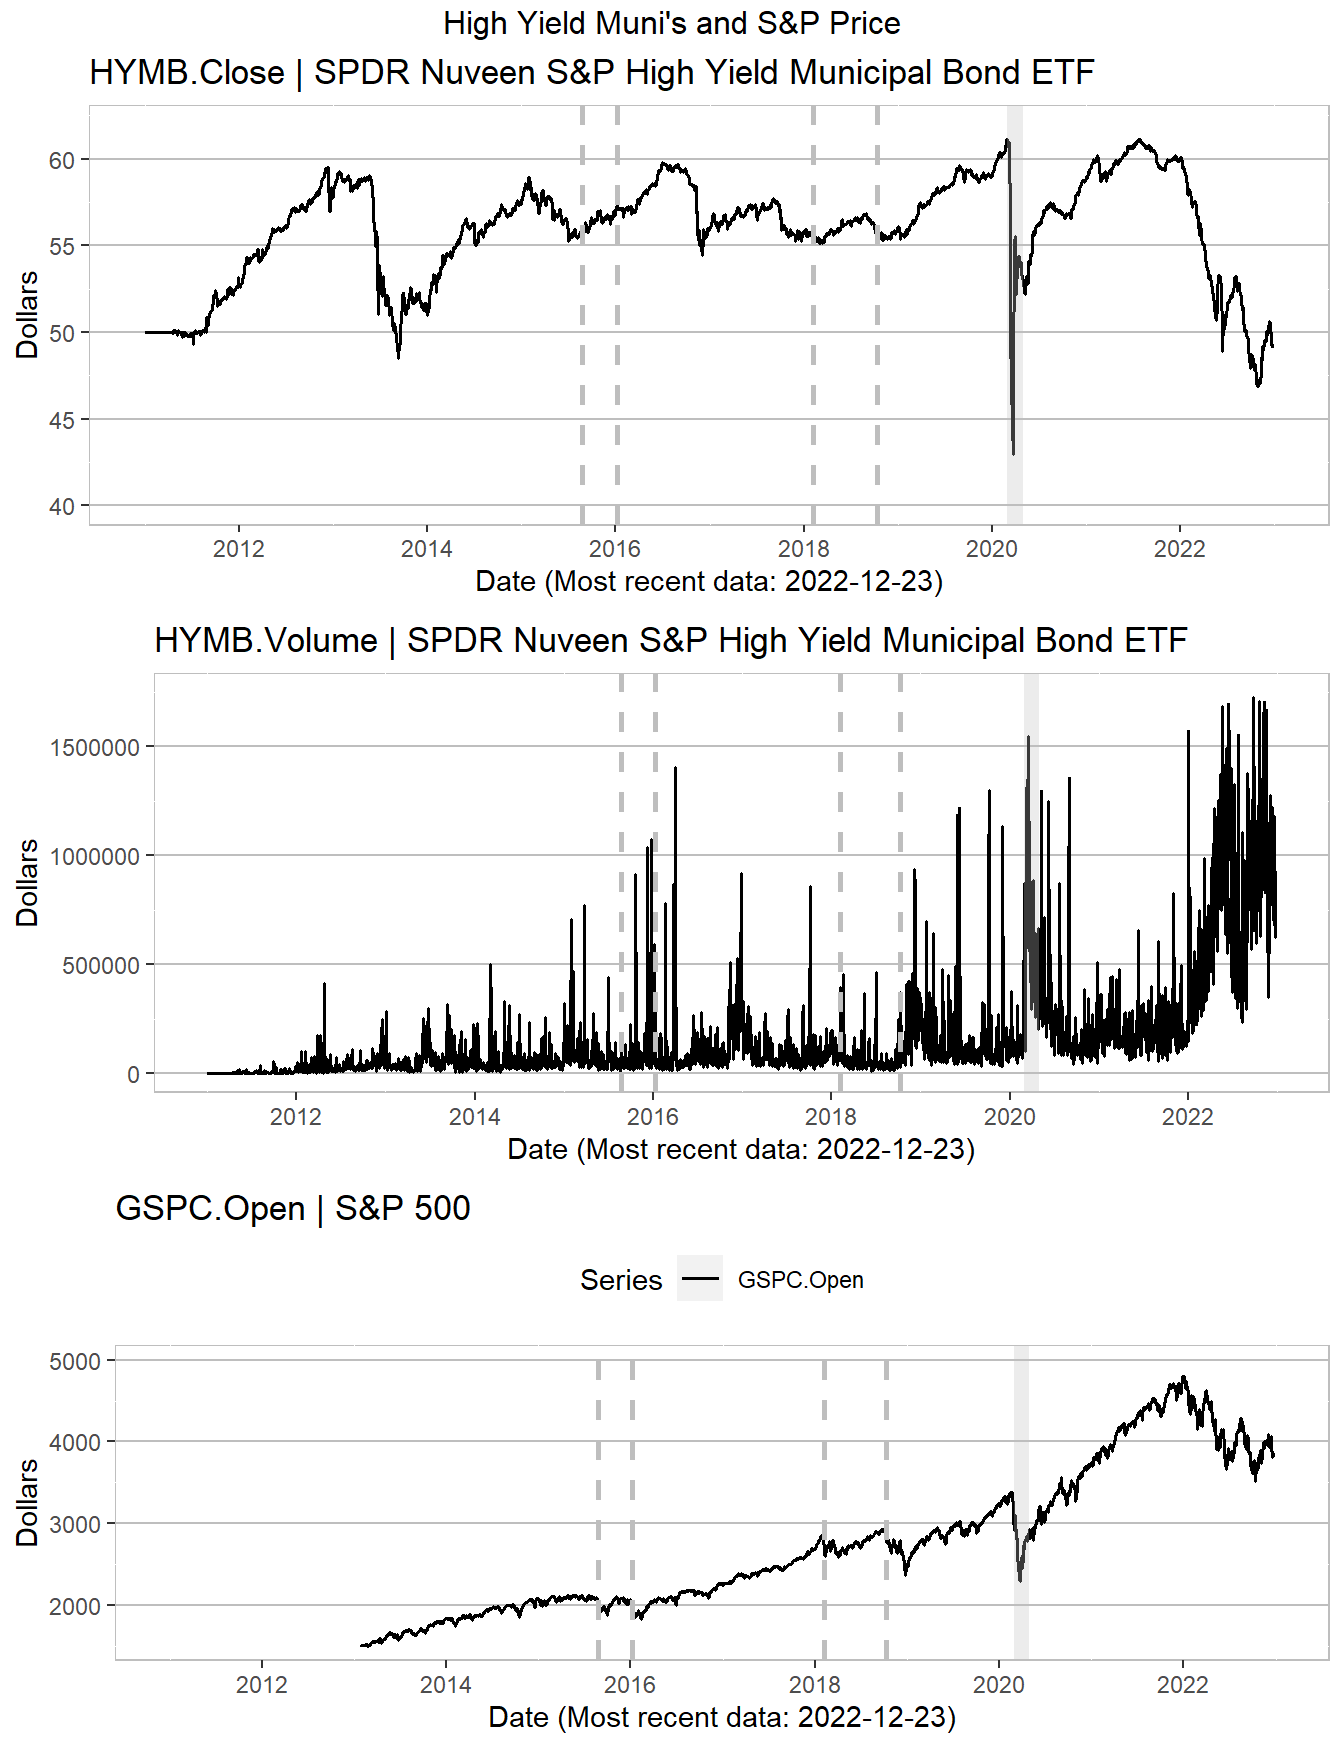 High Yield Muni's and S&P Price
HYMB.Close | SPDR Nuveen S&P High Yield Municipal Bond ETF
60
55
50
45
40
Dollars
2012 2014 2016 2018 2020 2022
Date (Most recent data: 2022-12-23)
HYMB.Volume | SPDR Nuveen S&P High Yield Municipal Bond ETF
1500000
1000000
500000
0
Dollars
2012 2014 2016 2018 2020 2022
Date (Most recent data: 2022-12-23)
GSPC.Open | S&P 500
Series GSPC.Open
5000
4000
3000
2000
Dollars
2012 2014 2016 2018 2020 2022
Date (Most recent data: 2022-12-23)